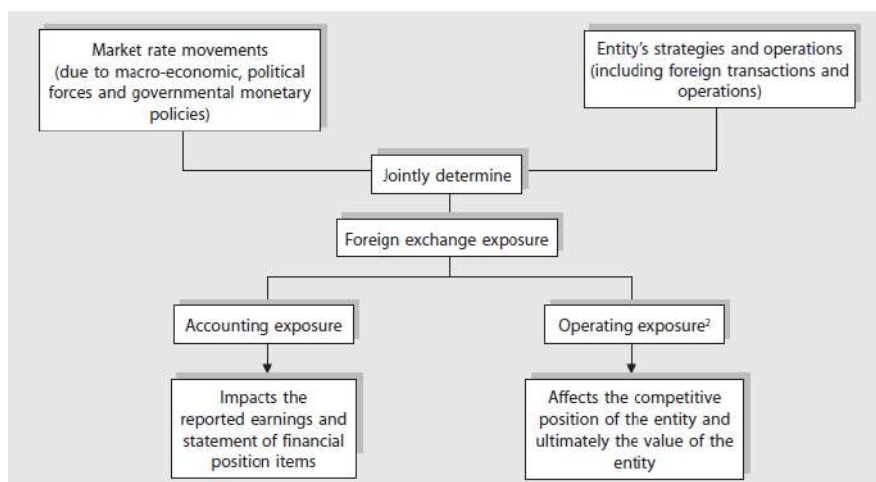 Market rate movements
(due to macro-economic, political
forces and governmental monetary
policies)
Entity's strategies and operations
(including foreign transactions and
operations)
Jointly determine
Foreign exchange exposure
Accounting exposure
Operating exposure²
Impacts the
reported earnings and
statement of financial
position items
Affects the competitive
position of the entity and
ultimately the value of the
entity